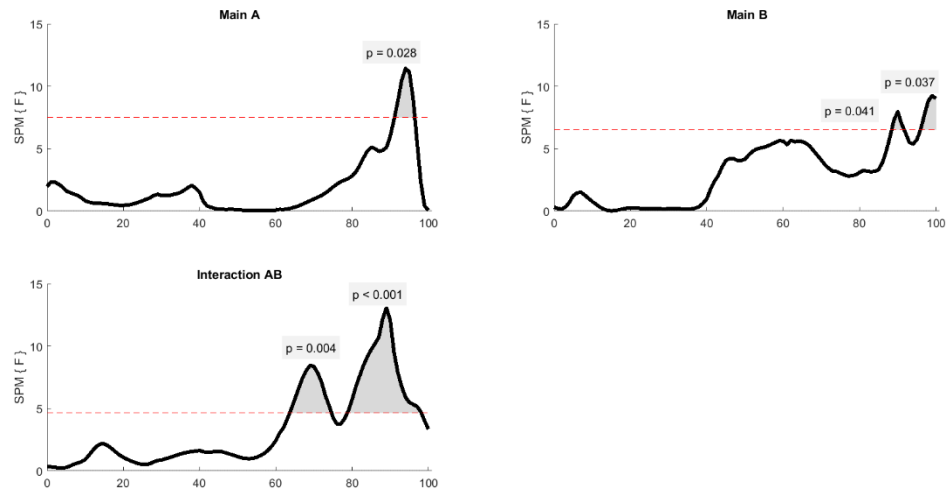 Main A
15
10
5
0
SPM { F }
p = 0.028
0 20 40 60 80 100
Main B
15
10
5
0
SPM { F }
p = 0.041
p = 0.037
0 20 40 60 80 100
Interaction AB
15
10
5
0
SPM { F }
p = 0.004
p < 0.001
0 20 40 60 80 100